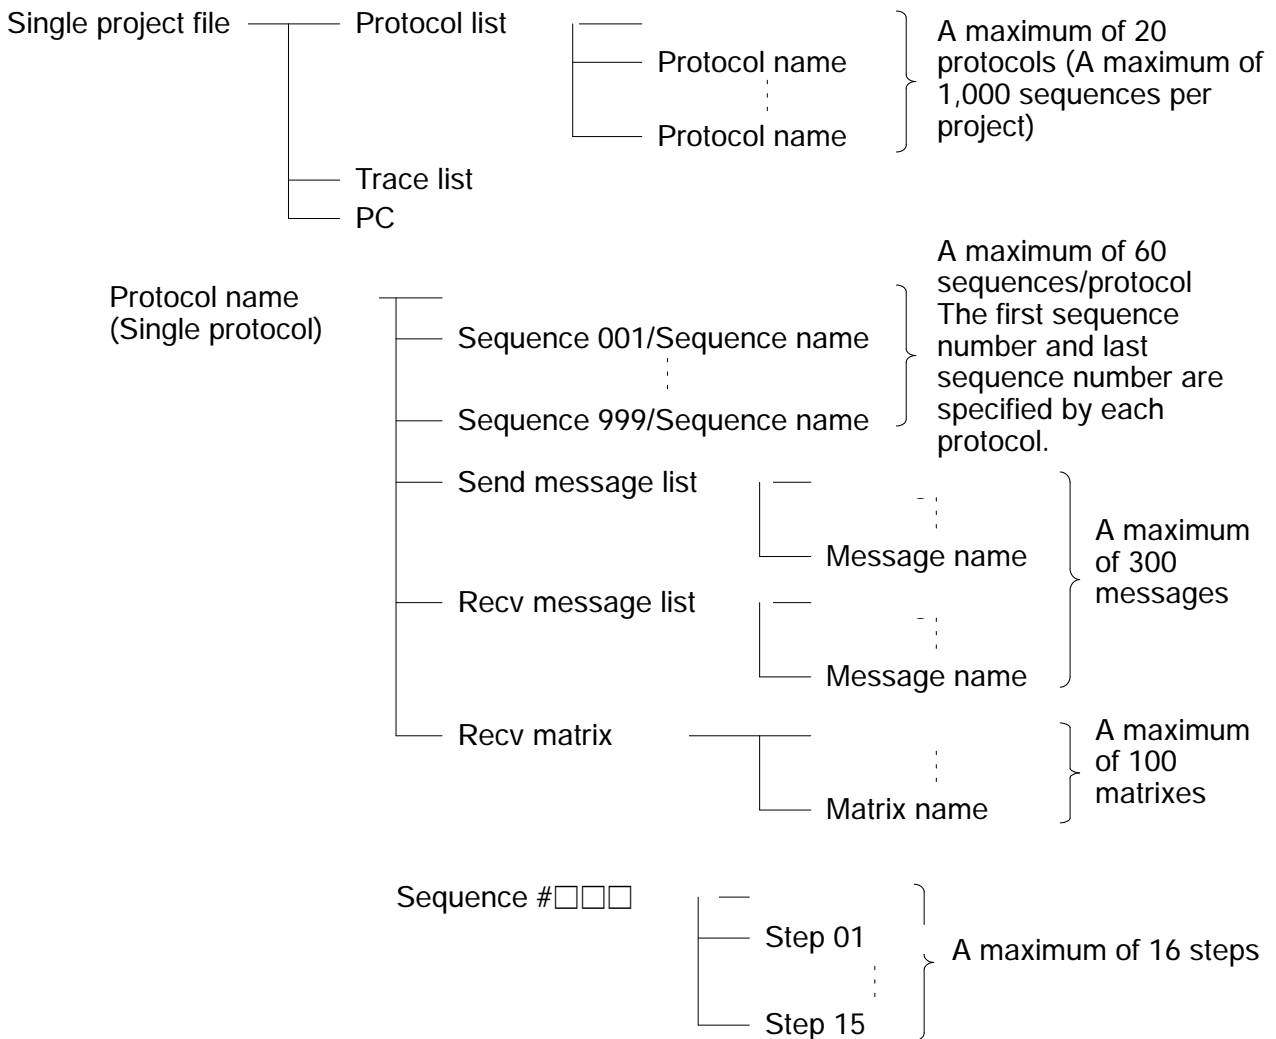 Single project file
Protocol list
Protocol name
Protocol name
A maximum of 20
protocols (A maximum of
1,000 sequences per
project)
Trace list
PC
Protocol name
(Single protocol)
Sequence 001/Sequence name
Sequence 999/Sequence name
A maximum of 60
sequences/protocol
The first sequence
number and last
sequence number are
specified by each
protocol.
Send message list
Message name
Recv message list
Message name
A maximum
of 300
messages
Recv matrix
Matrix name
A maximum
of 100
matrixes
Sequence #□□□
Step 01
Step 15
A maximum of 16 steps